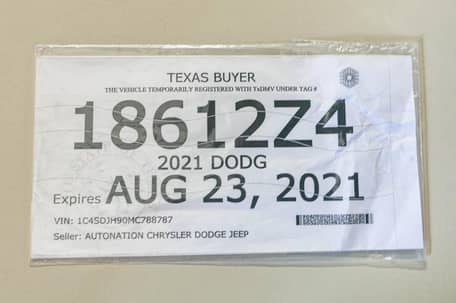 TEXAS BUYER
THE VEHICLE TEMPORARILY REGISTERED WITH TxDMV UNDER TAG #
18612Z4
2021 DODG
Expires AUG 23, 2021
VIN: 1C4SDJH90MC788787
Seller: AUTONATION CHRYSLER DODGE JEEP